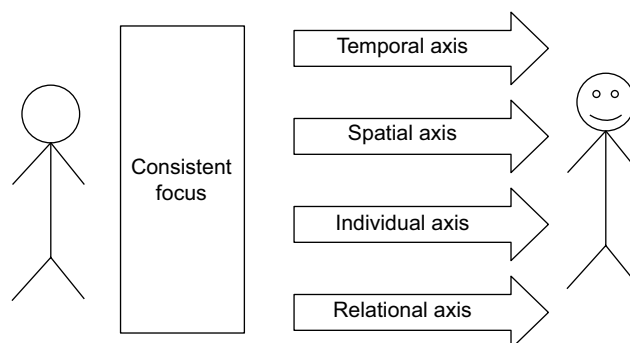 Temporal axis
Spatial axis
Consistent
focus
Individual axis
Relational axis